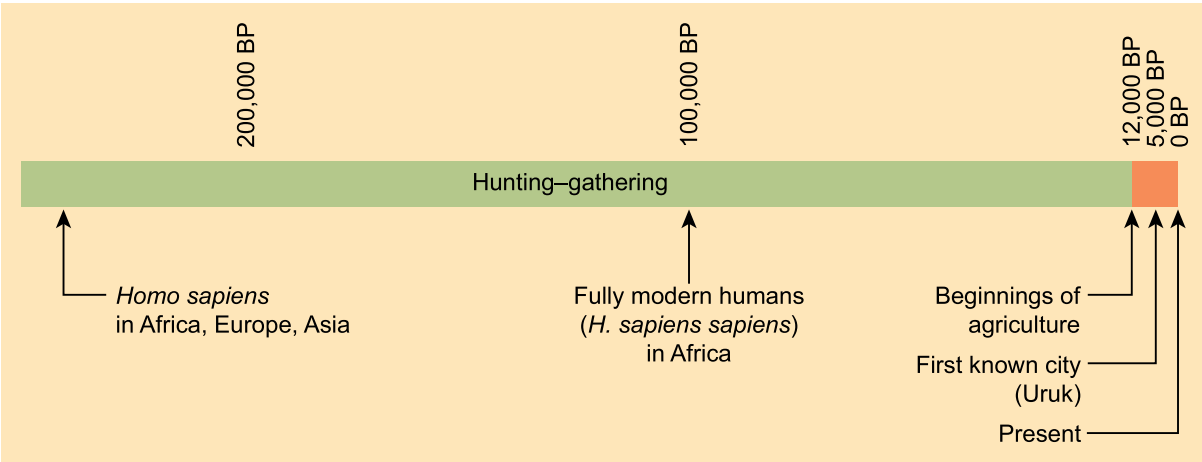 200,000 BP
100,000 BP
12,000 BP
5,000 BP
0 BP
Hunting–gathering
Homo sapiens
in Africa, Europe, Asia
Fully modern humans
(H. sapiens sapiens)
in Africa
Beginnings of
agriculture
First known city
(Uruk)
Present